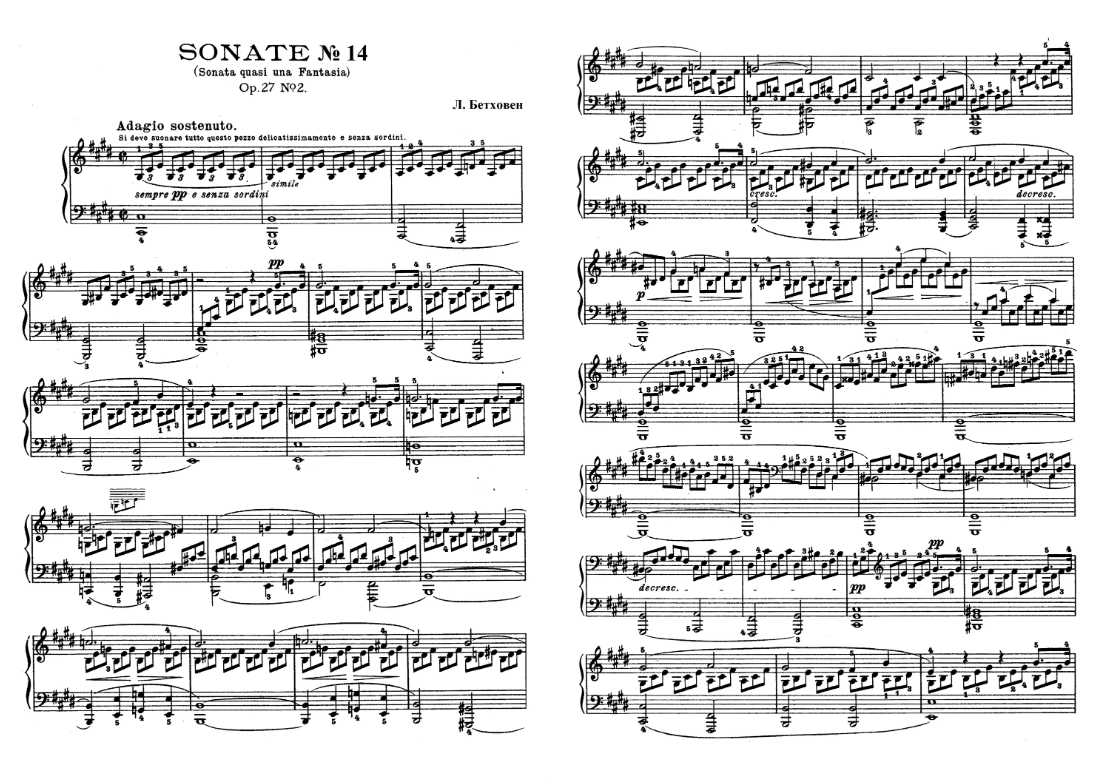 SONATE № 14
(Sonata quasi una Fantasia)
Op. 27 №2.
Л. Бетховен
Adagio sostenuto.
Si deve suonare tutto questo pezzo delicatissimamente e senza sordini.
sempre pp e senza sordini
simile
pp
cresc.
decresc.
p
pp
decresc.
pp